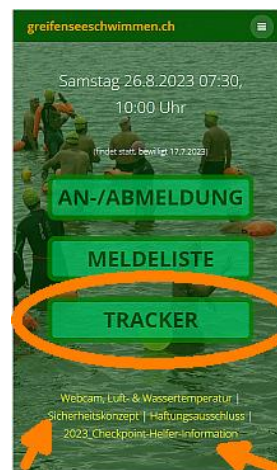 greifenseeschwimmen.ch
Samstag 26.8.2023 07:30,
10:00 Uhr
(findet statt, bewiligt 17.7.2023)
AN-/ABMELDUNG
MELDELISTE
TRACKER
Webcam, Luft- & Wassertemperatur |
Sicherheitskonzept | Haftungsausschluss |
2023_Checkpoint-Helfer-Information